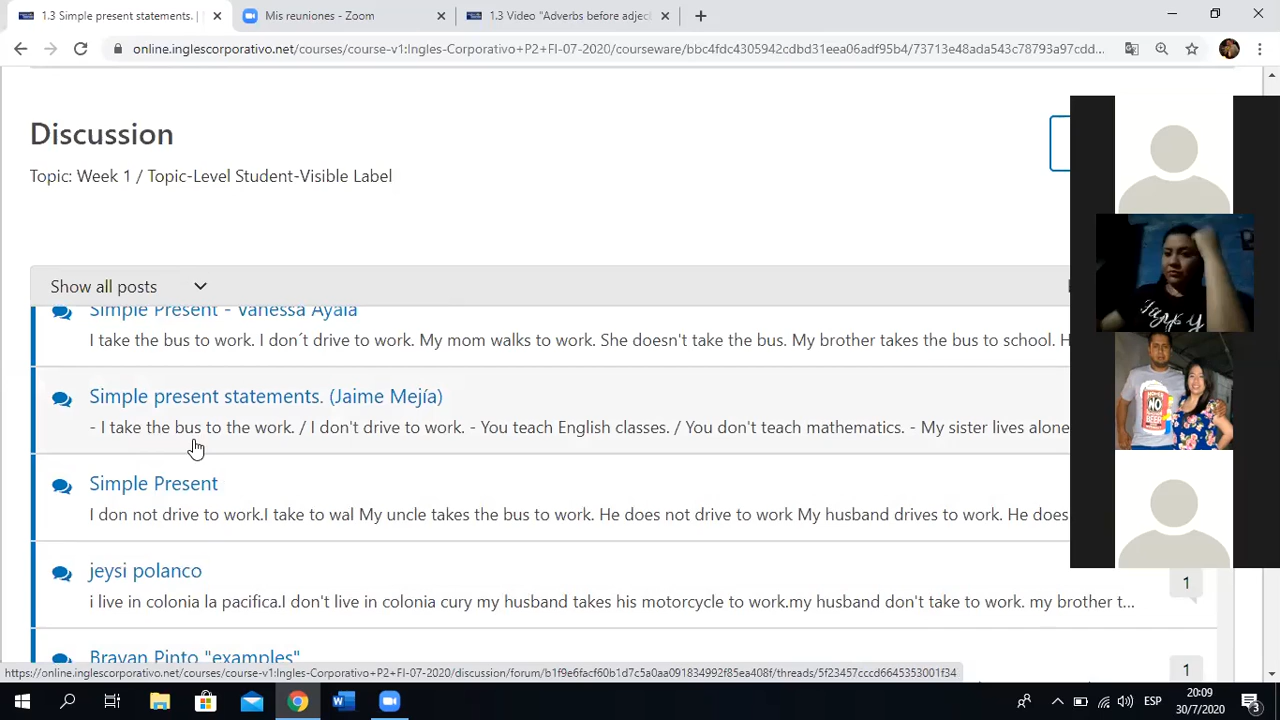 1.3 Simple present statements. |
Mis reuniones - Zoom
1.3 Video "Adverbs before adjec
online.inglescorporativo.net/courses/course-v1:Ingles-Corporativo+P2+FI-07-2020/courseware/bbc4fdc4305942cdbd31eea06adf95b4/73713e48ada543c78793a97cdd...
Discussion
Topic: Week 1 / Topic-Level Student-Visible Label
Show all posts
Simple Present - Vanessa Ayala
I take the bus to work. I don´t drive to work. My mom walks to work. She doesn't take the bus. My brother takes the bus to school. H
Simple present statements. (Jaime Mejía)
- I take the bus to the work. / I don't drive to work. - You teach English classes. / You don't teach mathematics. - My sister lives alone
Simple Present
I don not drive to work.I take to wal My uncle takes the bus to work. He does not drive to work My husband drives to work. He does
jeysi polanco
1
i live in colonia la pacifica.I don't live in colonia cury my husband takes his motorcycle to work.my husband don't take to work. my brother t...
Brayan Pinto "examples"
1
https://online.inglescorporativo.net/courses/course-v1:Ingles-Corporativo+P2+FI-07-2020/discussion/forum/b1f9e6facf60b1d7c5a0aa091834992f85ea408f/threads/5f23457cccd6645353001f34
ESP
20:09
30/7/2020
3